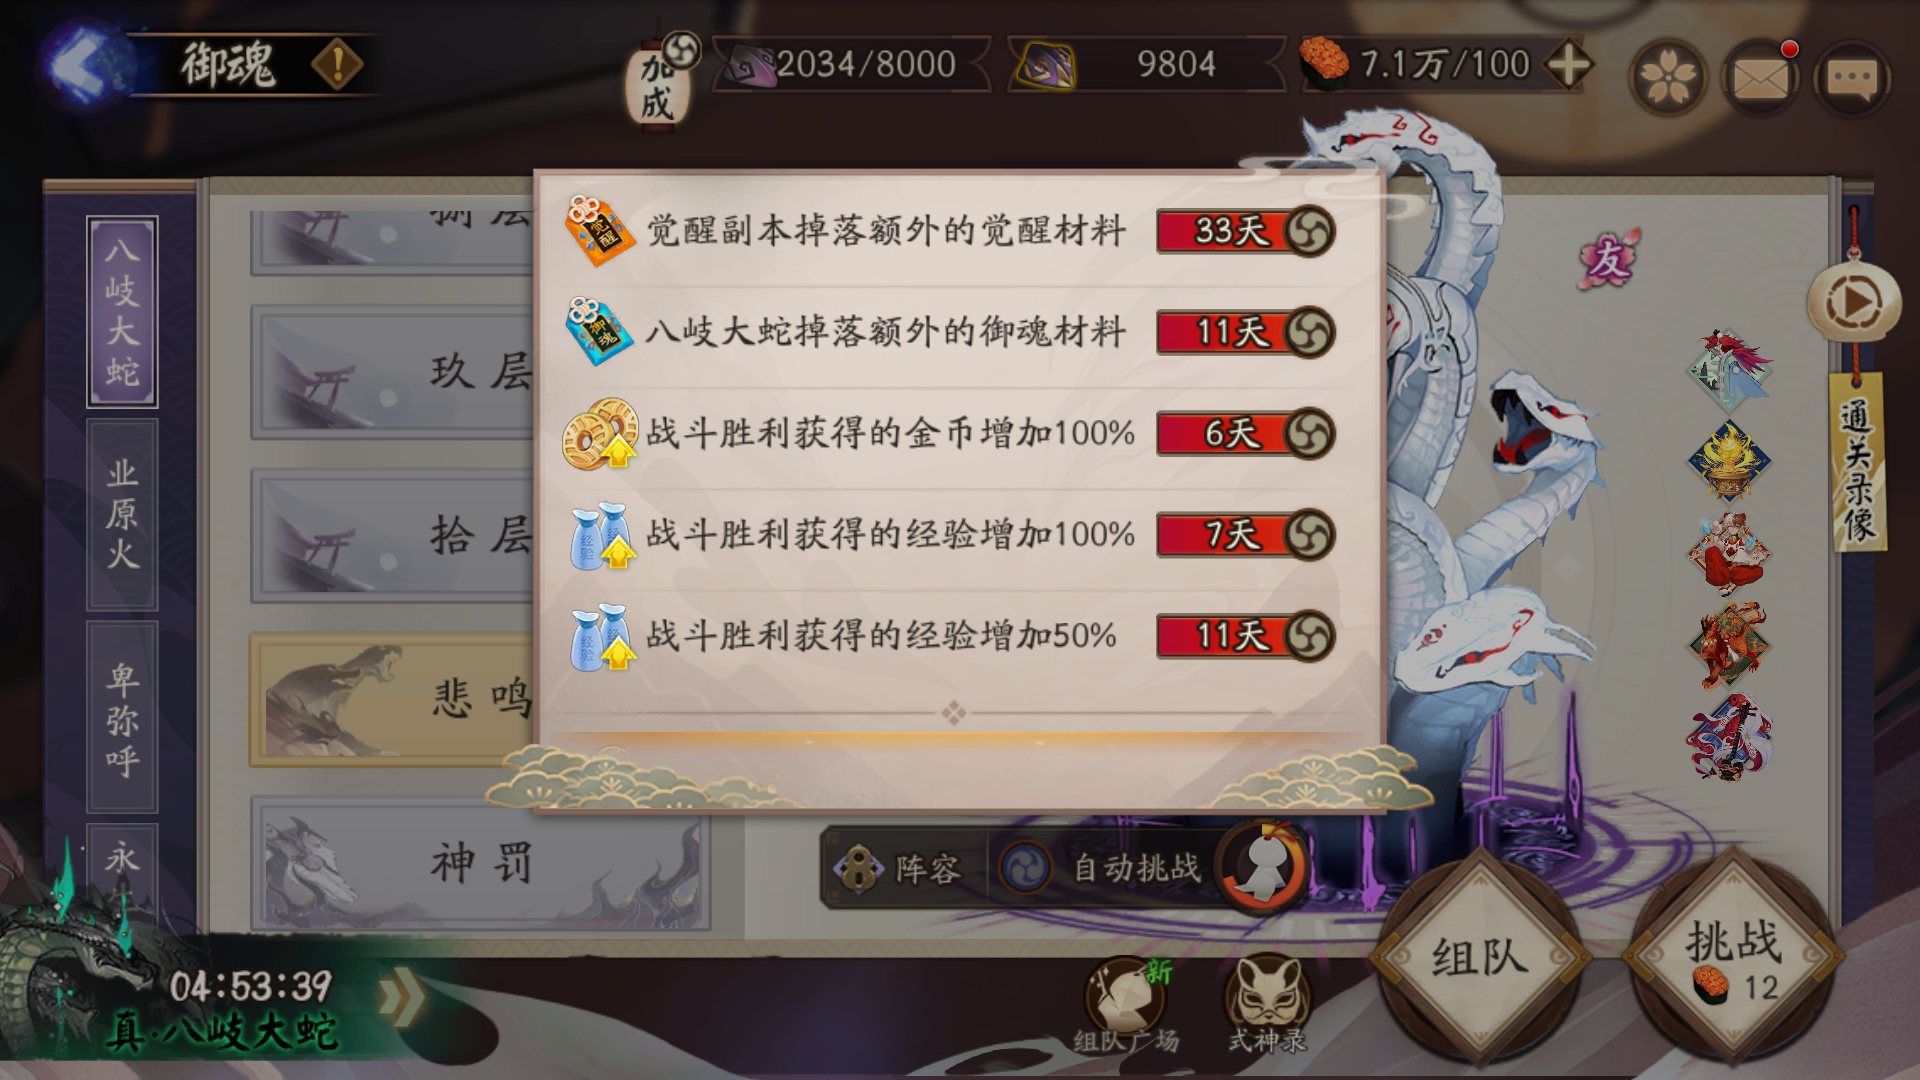 御魂
加成
2034/8000
9804
7.1万/100
觉醒副本掉落额外的觉醒材料
33天
八岐大蛇掉落额外的御魂材料
11天
战斗胜利获得的金币增加100%
6天
战斗胜利获得的经验增加100%
7天
战斗胜利获得的经验增加50%
11天
八岐大蛇
业原火
卑弥呼
永
捌层
玖层
拾层
悲鸣
神罚
友
通关录像
阵容
自动挑战
组队
挑战
12
04:53:39
真·八岐大蛇
新
组队广场
式神录